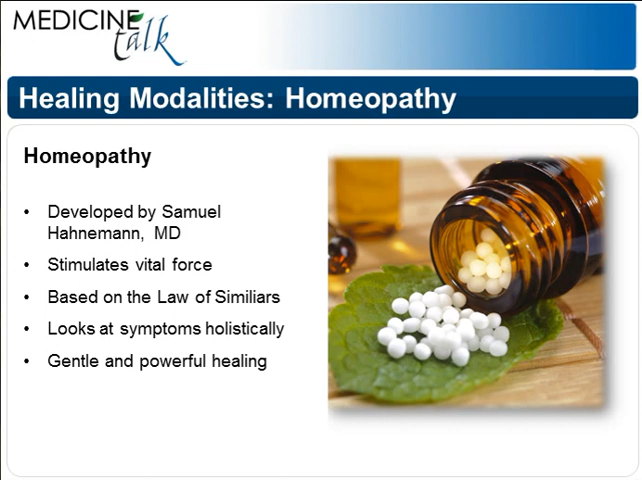 MEDICINE
talk
Healing Modalities: Homeopathy
Homeopathy
• Developed by Samuel
Hahnemann, MD
• Stimulates vital force
• Based on the Law of Similiars
• Looks at symptoms holistically
• Gentle and powerful healing